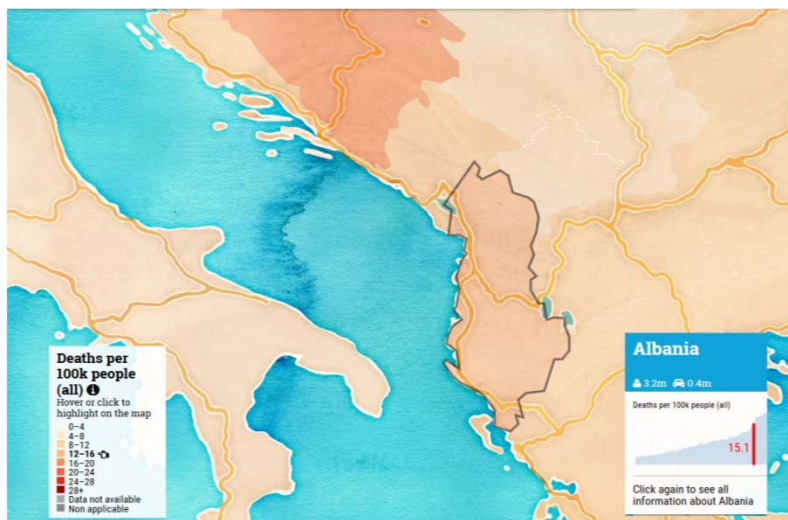 Deaths per
100k people
(all)
Hover or click to
highlight on the map
0–4
4–8
8–12
12–16
16–20
20–24
24–28
28+
Data not available
Non applicable
Albania
3.2m 0.4m
Deaths per 100k people (all)
15.1
Click again to see all
information about Albania